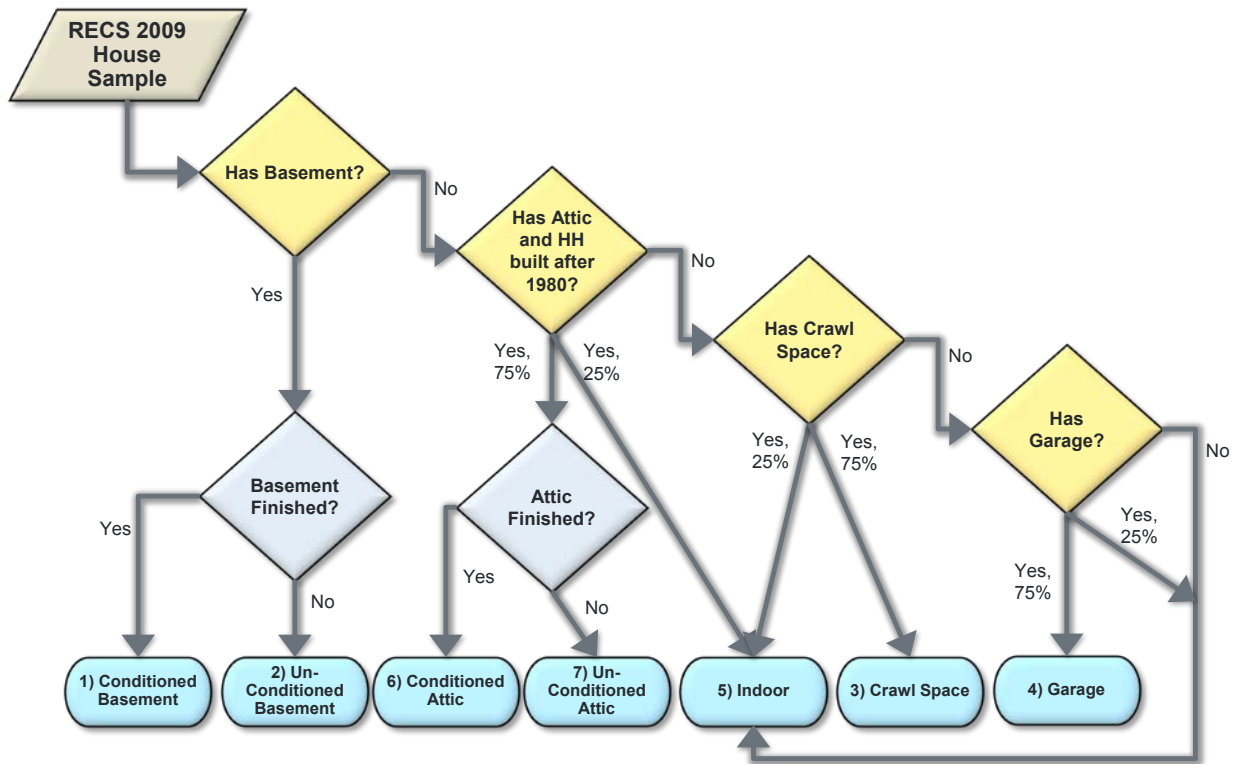 RECS 2009
House
Sample
Has Basement?
No
Has Attic
and HH
built after
1980?
No
Yes
Has Crawl
Space?
No
Yes,
75%
Yes,
25%
Has
Garage?
No
Yes,
25%
Yes,
75%
Basement
Finished?
Attic
Finished?
Yes
Yes,
25%
Yes
Yes,
75%
No
No
1) Conditioned
Basement
2) Un-
Conditioned
Basement
6) Conditioned
Attic
7) Un-
Conditioned
Attic
5) Indoor
3) Crawl Space
4) Garage